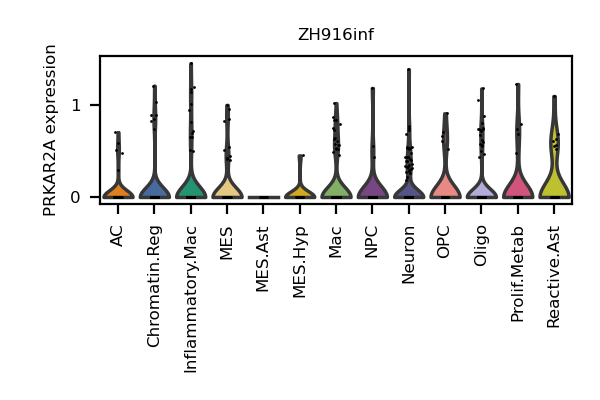 ZH916inf
PRKAR2A expression
1
0
AC
Chromatin.Reg
Inflammatory.Mac
MES
MES.Ast
MES.Hyp
Mac
NPC
Neuron
OPC
Oligo
Prolif.Metab
Reactive.Ast